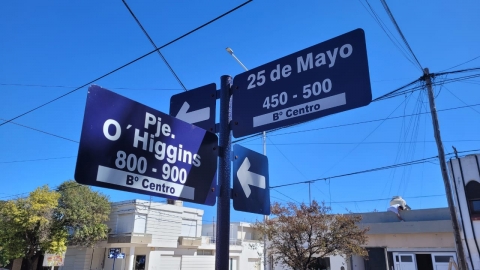 25 de Mayo
450 - 500
Bº Centro
Pje.
O´Higgins
800 - 900
Bº Centro